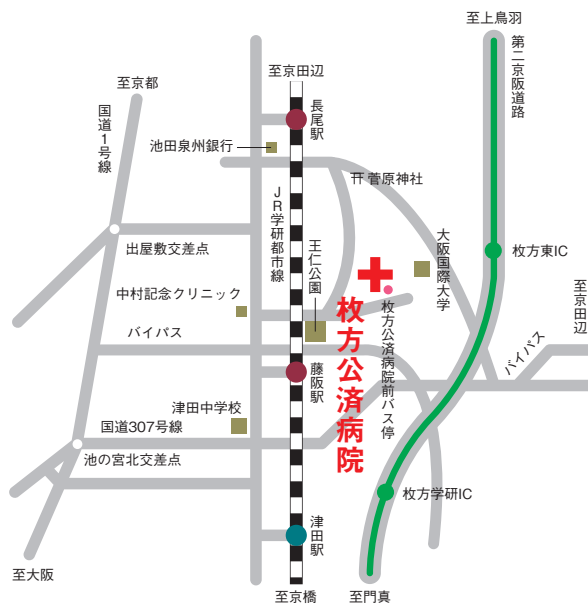 至上鳥羽
第二京阪道路
至京田辺
至京都
国道1号線
長尾駅
池田泉州銀行
菅原神社
JR学研都市線
王仁公園
大阪国際大学
枚方東IC
出屋敷交差点
中村記念クリニック
枚方公済病院
枚方公済病院前バス停
至京田辺
バイパス
バイパス
藤阪駅
津田中学校
国道307号線
池の宮北交差点
枚方学研IC
津田駅
至大阪
至京橋
至門真